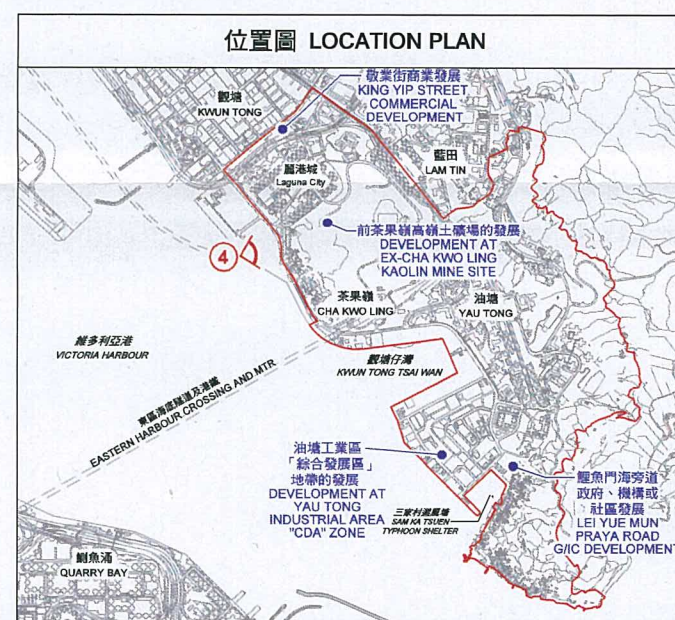 位置圖 LOCATION PLAN
觀塘
KWUN TONG
敬業街商業發展
KING YIP STREET
COMMERCIAL
DEVELOPMENT
麗港城
Laguna City
藍田
LAM TIN
④
前茶果嶺高嶺土礦場的發展
DEVELOPMENT AT
EX-CHA KWO LING
KAOLIN MINE SITE
茶果嶺
CHA KWO LING
油塘
YAU TONG
維多利亞港
VICTORIA HARBOUR
觀塘仔灣
KWUN TONG TSAI WAN
東區海底隧道及港鐵
EASTERN HARBOUR CROSSING AND MTR
油塘工業區
「綜合發展區」
地帶的發展
DEVELOPMENT AT
YAU TONG
INDUSTRIAL AREA
"CDA" ZONE
三家村避風塘
SAM KA TSUEN
TYPHOON SHELTER
鯉魚門海旁道
政府、機構或
社區發展
LEI YUE MUN
PRAYA ROAD
G/IC DEVELOPMENT
鰂魚涌
QUARRY BAY